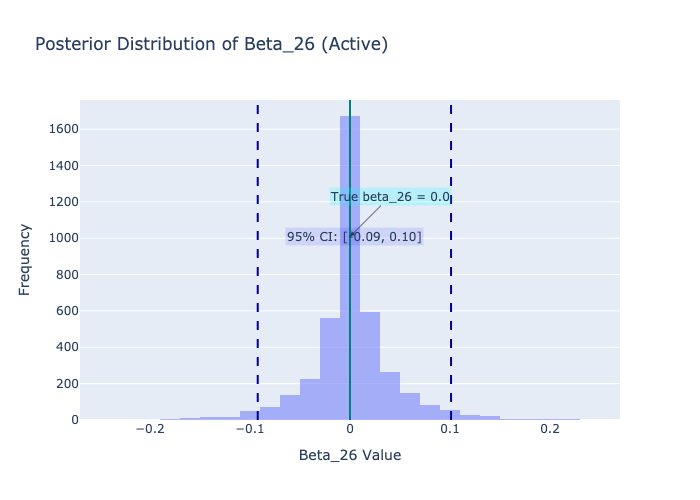 Posterior Distribution of Beta_26 (Active)
1600
1400
True beta_26 = 0.0
1200
95% CI: [-0.09, 0.10]
1000
800
600
400
200
0
Frequency
−0.2
−0.1
0
0.1
0.2
Beta_26 Value